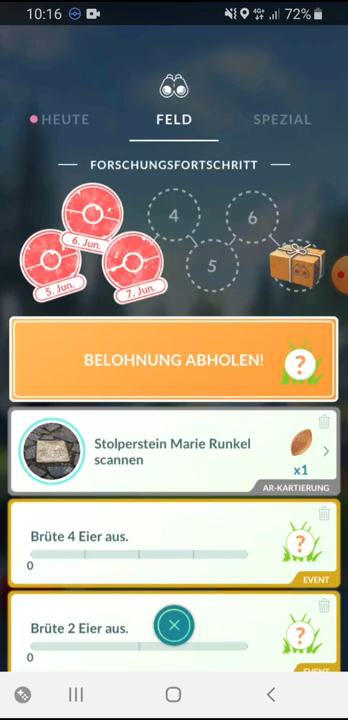 10:16 4G+ 72%
HEUTE FELD SPEZIAL
FORSCHUNGSFORTSCHRITT
4 6
6. Jun.
5
5. Jun. 7. Jun.
BELOHNUNG ABHOLEN! ?
Stolperstein Marie Runkel
scannen
x1
AR-KARTIERUNG
Brüte 4 Eier aus. ?
0
EVENT
Brüte 2 Eier aus. ?
0
EVENT